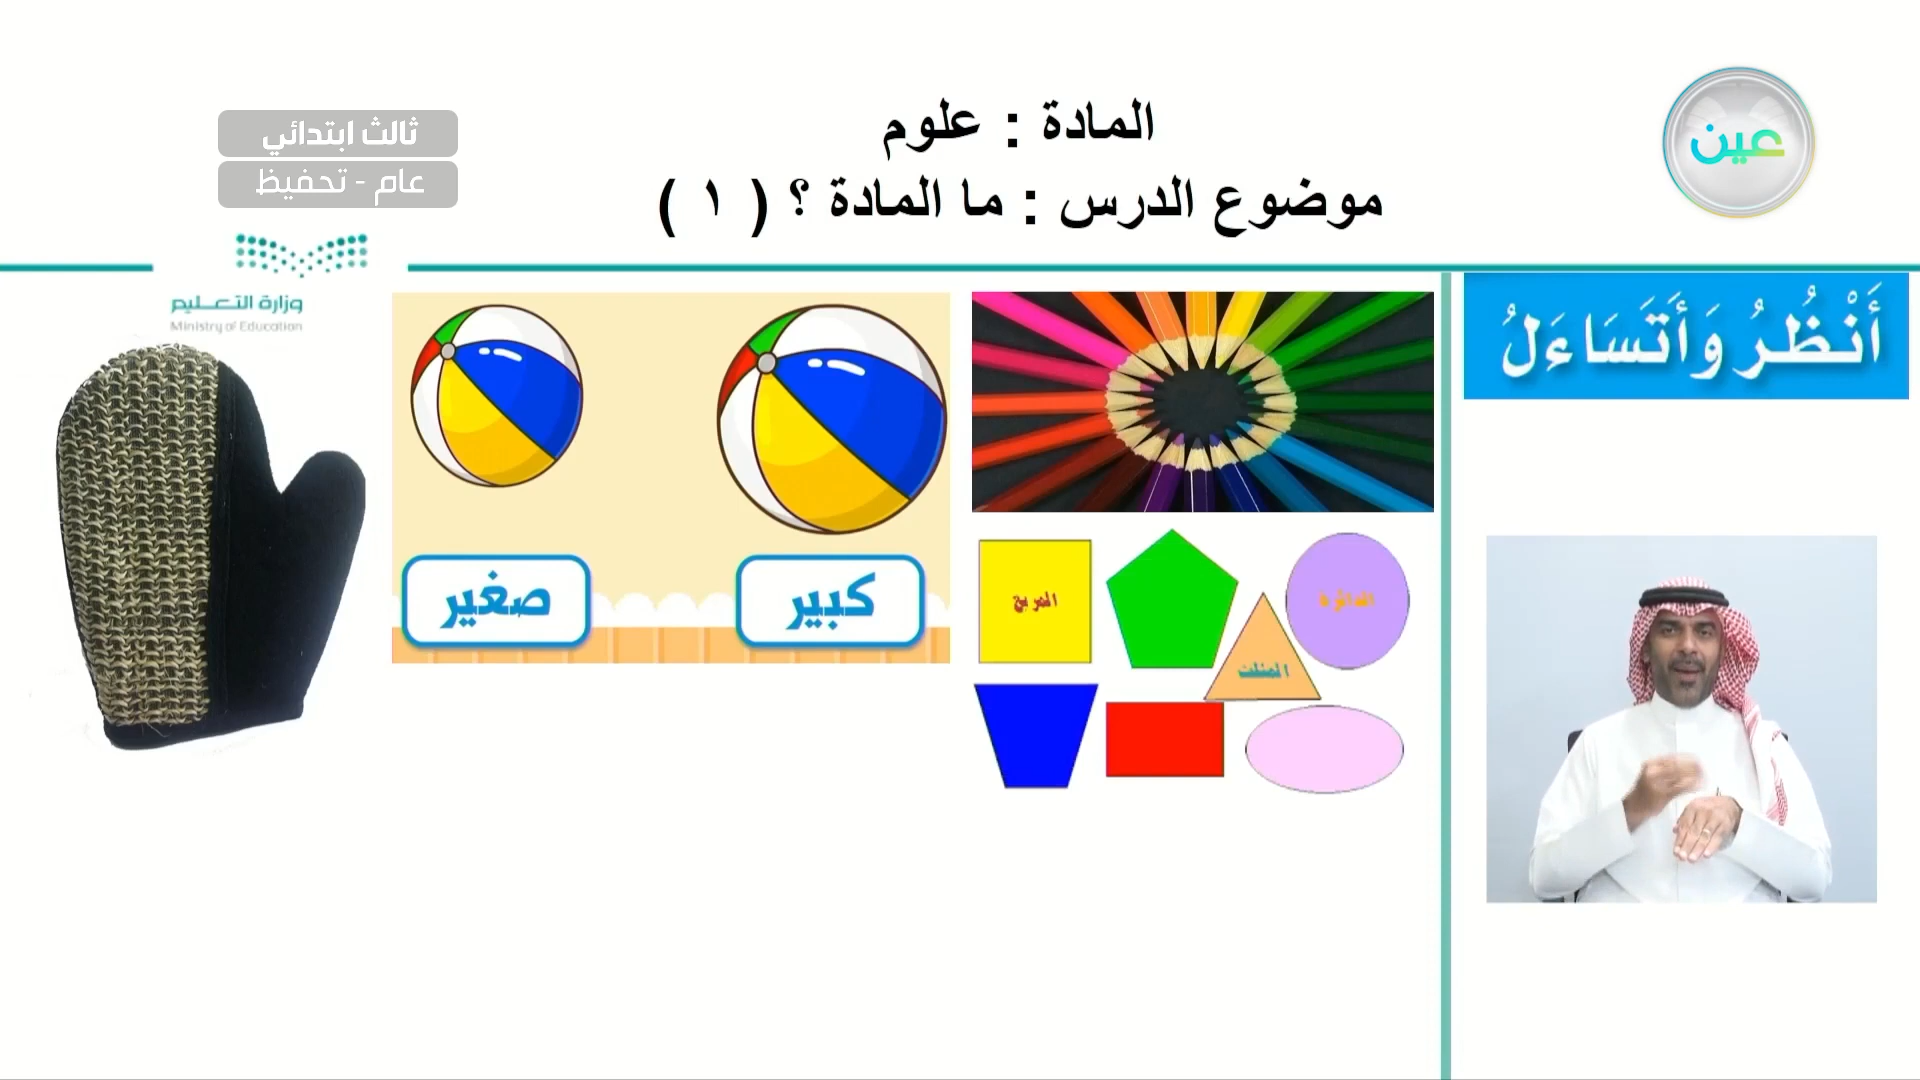 المادة : علوم
موضوع الدرس : ما المادة ؟ ( ١ )
عين
ثالث ابتدائي
عام - تحفيظ
وزارة التعليم
Ministry of Education
أَنْظُرُ وَأَتَسَاءَلُ
كبير
صغير
الدائرة
المربع
المثلث